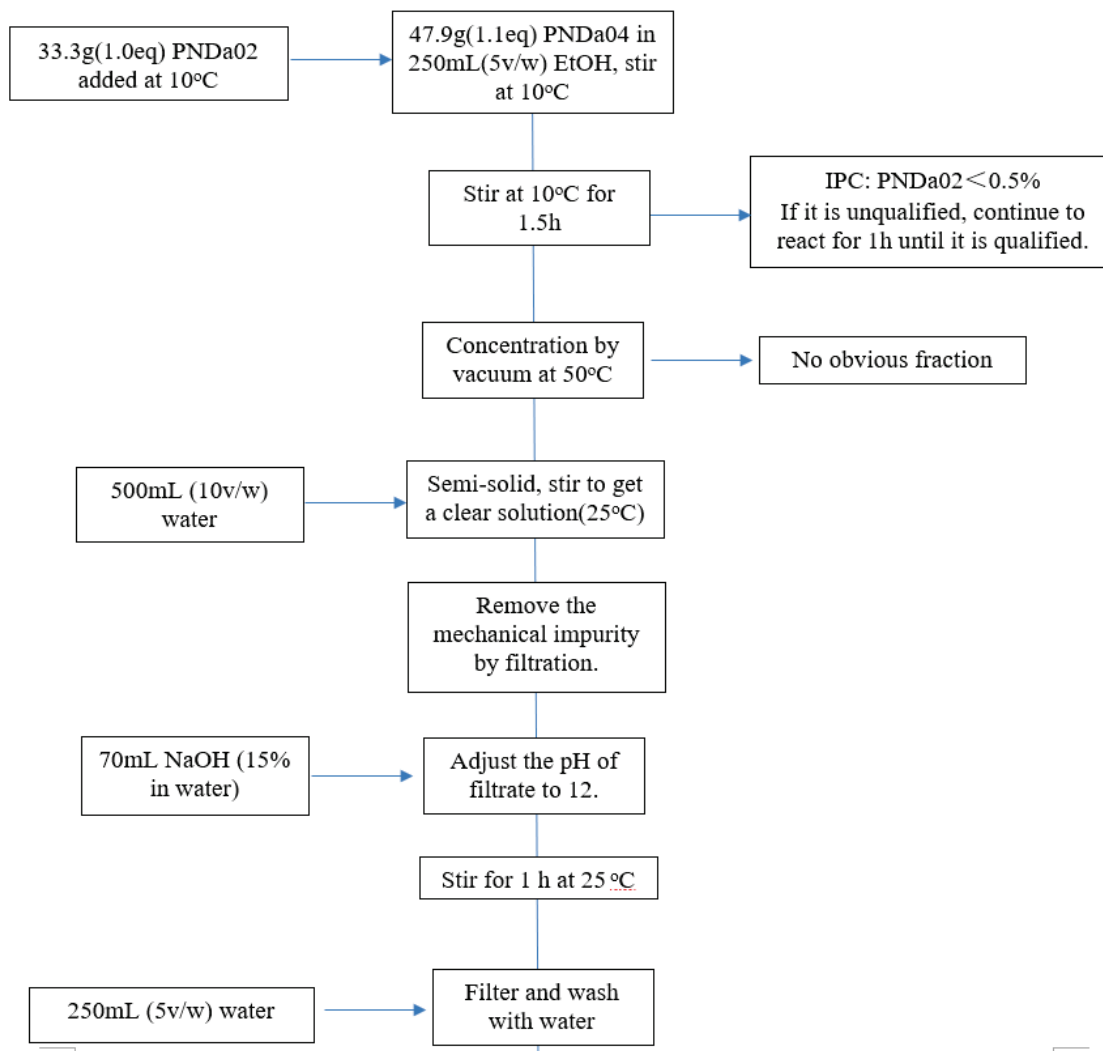 33.3g(1.0eq) PNDa02
added at 10°C
47.9g(1.1eq) PNDa04 in
250mL(5v/w) EtOH, stir
at 10°C
Stir at 10°C for
1.5h
IPC: PNDa02＜0.5%
If it is unqualified, continue to
react for 1h until it is qualified.
Concentration by
vacuum at 50°C
No obvious fraction
500mL (10v/w)
water
Semi-solid, stir to get
a clear solution(25°C)
Remove the
mechanical impurity
by filtration.
70mL NaOH (15%
in water)
Adjust the pH of
filtrate to 12.
Stir for 1 h at 25 °C
250mL (5v/w) water
Filter and wash
with water